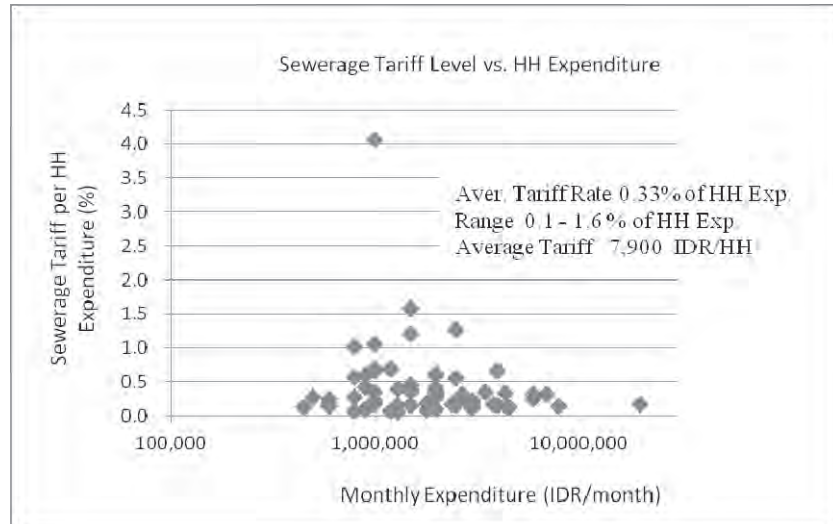 Sewerage Tariff Level vs. HH Expenditure
Sewerage Tariff per HH
Expenditure (%)
4.5
4.0
3.5
3.0
2.5
2.0
1.5
1.0
0.5
0.0
Aver. Tariff Rate 0.33% of HH Exp.
Range 0.1 - 1.6 % of HH Exp.
Average Tariff 7,900 IDR/HH
100,000 1,000,000 10,000,000
Monthly Expenditure (IDR/month)